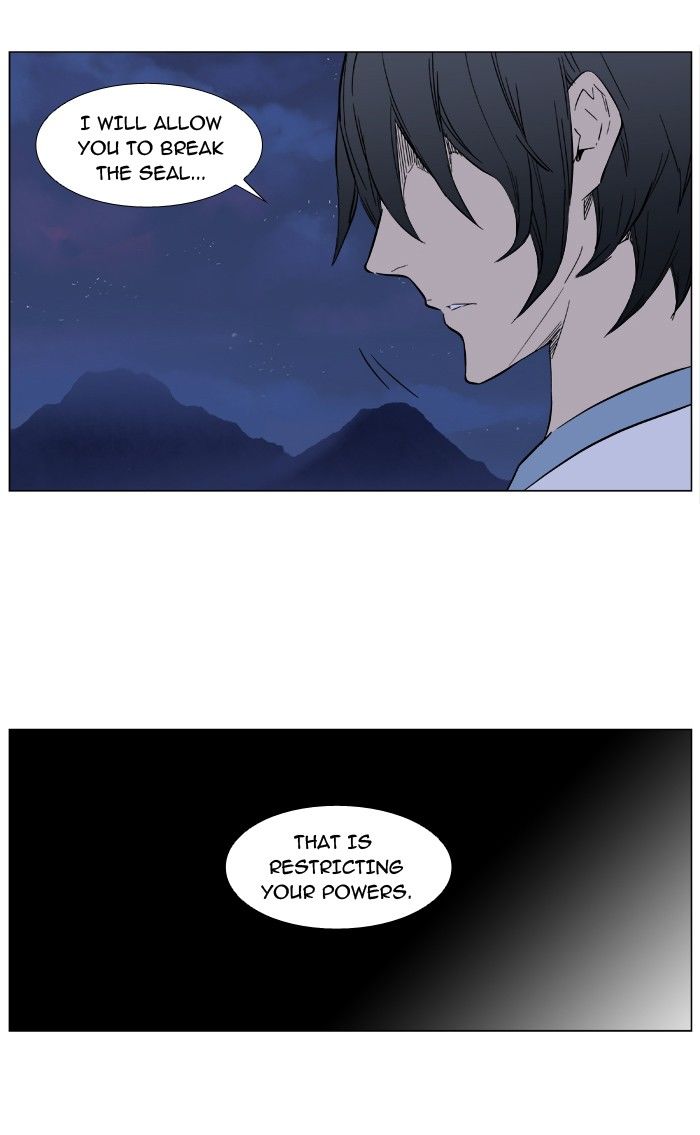 I WILL ALLOW
YOU TO BREAK
THE SEAL...
THAT IS
RESTRICTING
YOUR POWERS.